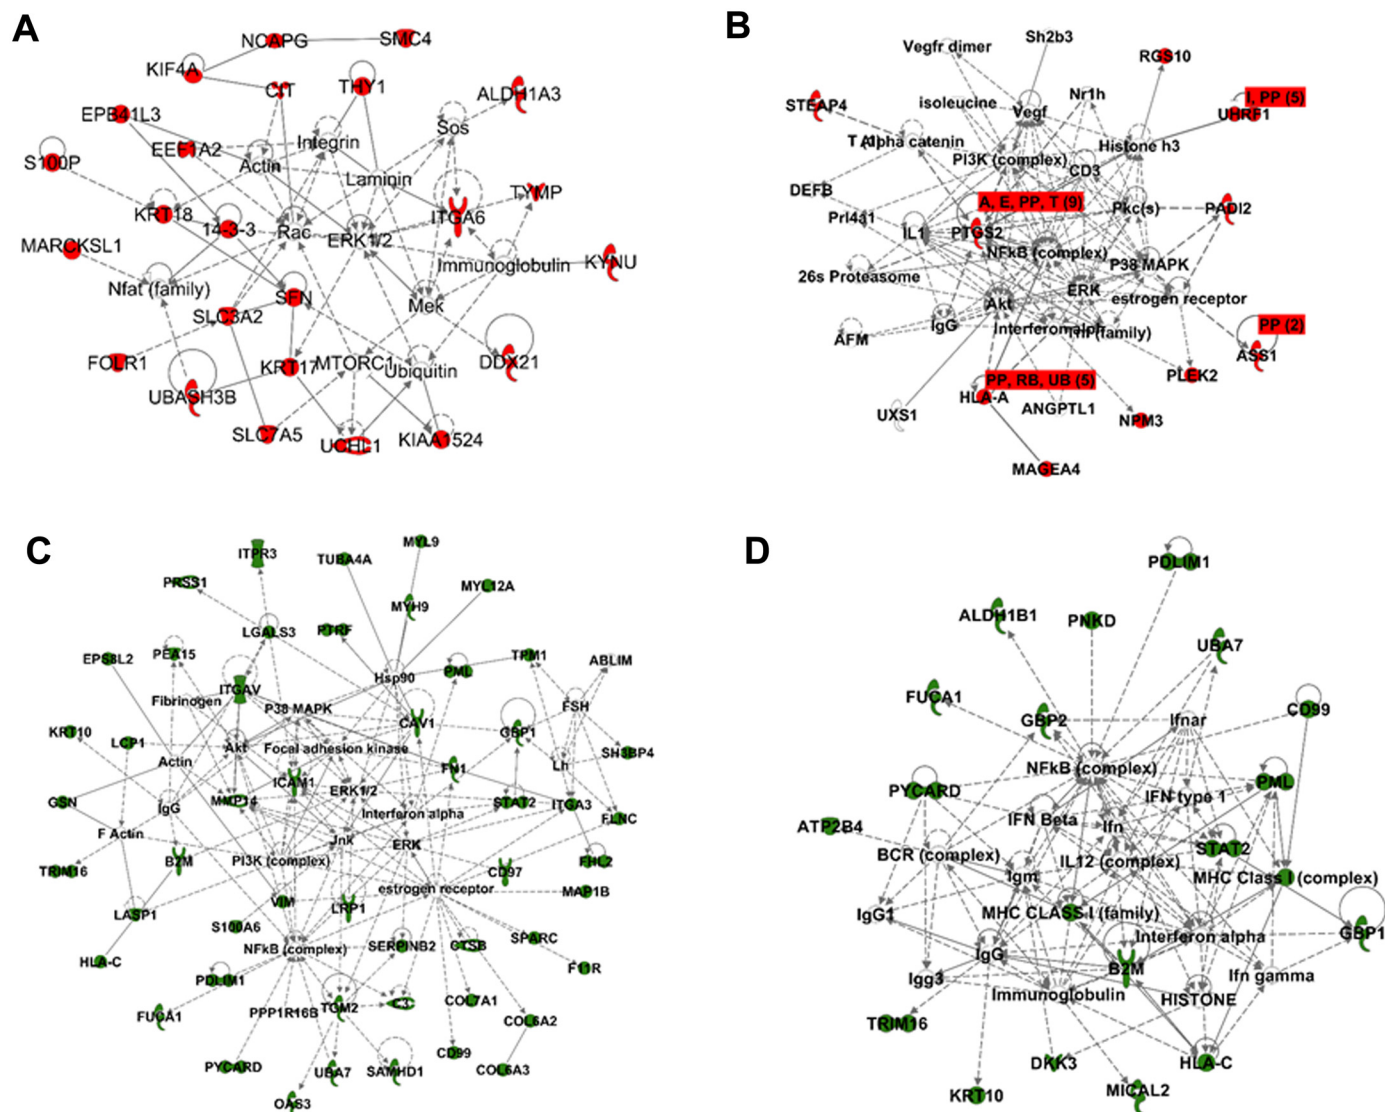 A
NCAPG
SMC4
KIF4A
CIT
THY1
ALDH1A3
EPB41L3
Sos
EEF1A2
Integrin
Actin
S100P
Laminin
TYMP
KRT18
ITGA6
14-3-3
Rac
ERK1/2
MARCKSL1
Immunoglobulin
KYNU
Nfat (family)
SFN
Mek
SLC3A2
FOLR1
KRT17
MTORC1
Ubiquitin
DDX21
UBASH3B
SLC7A5
UCHL1
KIAA1524
B
Sh2b3
Vegfr dimer
RGS10
STEAP4
isoleucine
Nr1h
I, PP (5)
Vegf
UHRF1
Alpha catenin
Histone h3
PI3K (complex)
CD3
DEFB
A, E, PP, T (9)
Prl4a1
Pkc(s)
PADI2
IL1
PTGS2
NFkB (complex)
P38 MAPK
26s Proteasome
ERK
Akt
estrogen receptor
IgG
AFM
PP (2)
ASS1
PP, RB, UB (5)
PLEK2
HLA-A
ANGPTL1
UXS1
NPM3
MAGEA4
C
ITPR3
TUBA4A
MYL9
PRSS1
MYL12A
MYH9
LGALS3
PTRF
EPS8L2
PEA15
TPM1
ABLIM
Hsp90
PML
ITGAV
Fibrinogen
P38 MAPK
FSH
CAV1
GBP1
KRT10
LCP1
Akt
Focal adhesion kinase
SH3BP4
Actin
Lh
FN1
ICAM1
ERK1/2
GSN
IgG
MMP14
STAT2
ITGA3
Interferon alpha
FLNC
F Actin
Jnk
ERK
B2M
PI3K (complex)
TRIM16
CD97
FHL2
estrogen receptor
MAP1B
VIM
LRP1
LASP1
S100A6
NFkB (complex)
SERPINB2
CTSB
SPARC
HLA-C
F11R
PDLIM1
C3
COL7A1
FUCA1
PPP1R16B
TGM2
COL6A2
CD99
PYCARD
UBA7
SAMHD1
COL6A3
OAS3
D
PDLIM1
ALDH1B1
PNKD
UBA7
FUCA1
GBP2
Ifnar
CD99
NFkB (complex)
PYCARD
PML
IFN type 1
ATP2B4
IFN Beta
Ifn
STAT2
BCR (complex)
IL12 (complex)
Igm
MHC Class I (complex)
IgG1
MHC CLASS I (family)
GBP1
Interferon alpha
IgG
B2M
Igg3
Ifn gamma
Immunoglobulin
HISTONE
TRIM16
DKK3
HLA-C
KRT10
MICAL2